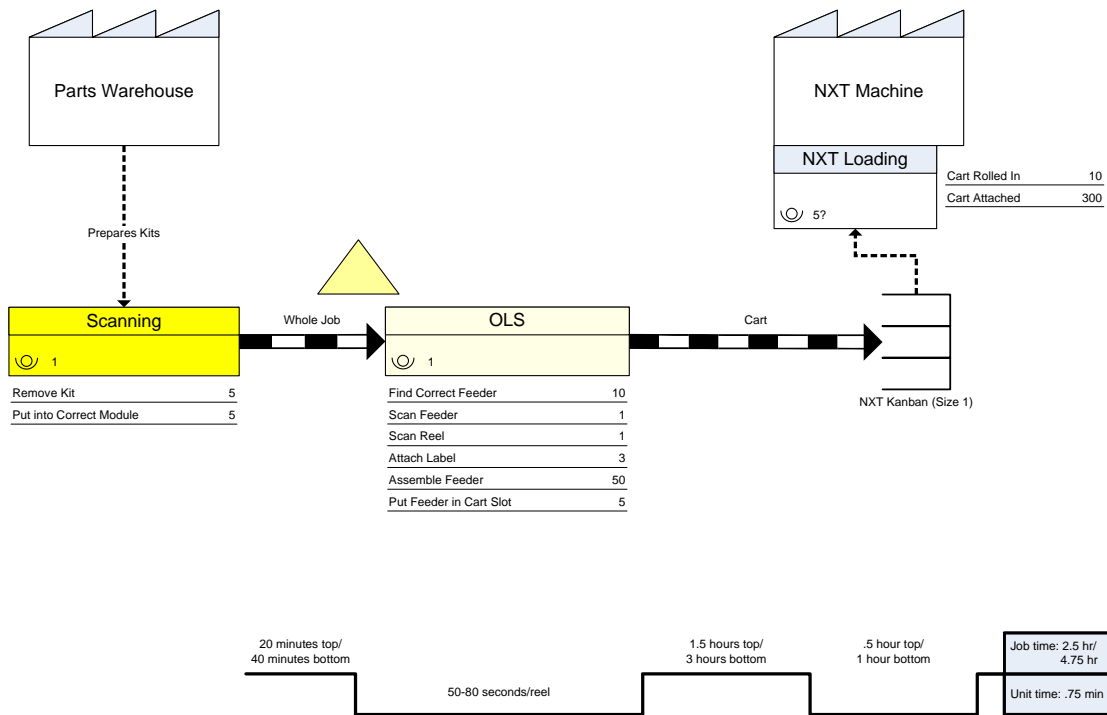 Parts Warehouse
NXT Machine
NXT Loading
Cart Rolled In 10
Cart Attached 300
5?
Prepares Kits
Scanning
1
Whole Job
OLS
1
Cart
Remove Kit 5
Put into Correct Module 5
Find Correct Feeder 10
Scan Feeder 1
Scan Reel 1
Attach Label 3
Assemble Feeder 50
Put Feeder in Cart Slot 5
NXT Kanban (Size 1)
20 minutes top/
40 minutes bottom
50-80 seconds/reel
1.5 hours top/
3 hours bottom
.5 hour top/
1 hour bottom
Job time: 2.5 hr/
4.75 hr
Unit time: .75 min